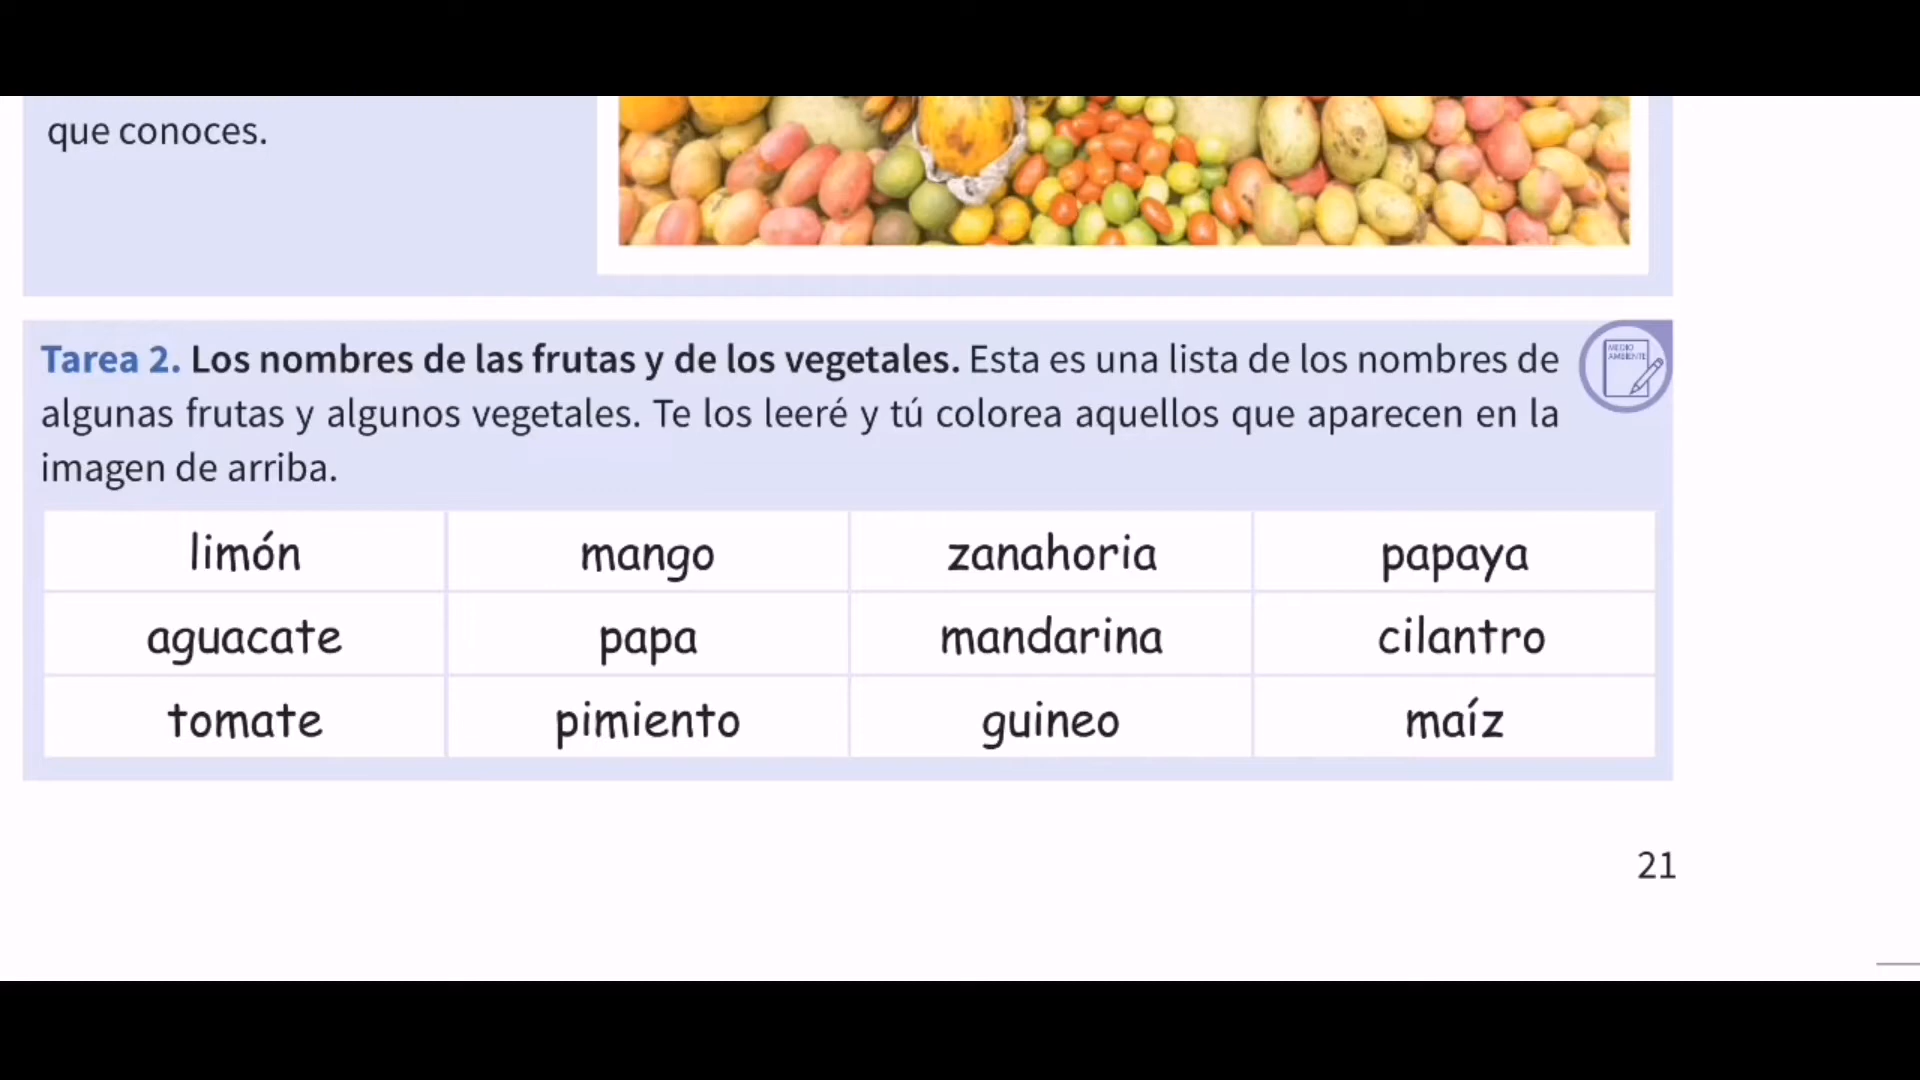 que conoces.
Tarea 2. Los nombres de las frutas y de los vegetales. Esta es una lista de los nombres de
algunas frutas y algunos vegetales. Te los leeré y tú colorea aquellos que aparecen en la
imagen de arriba.
MEDIO
AMBIENTE
limón mango zanahoria papaya
aguacate papa mandarina cilantro
tomate pimiento guineo maíz
21